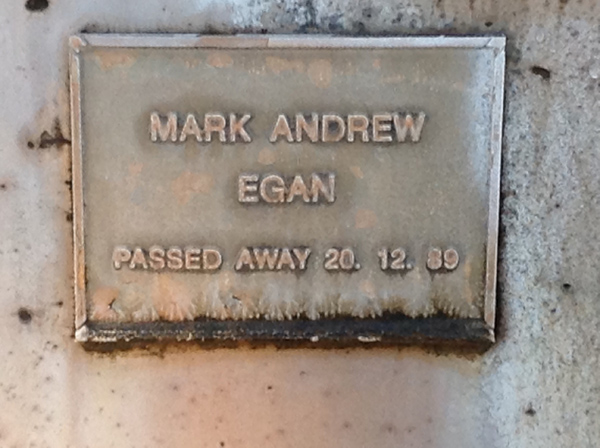 MARK ANDREW
EGAN
PASSED AWAY 20. 12. 89